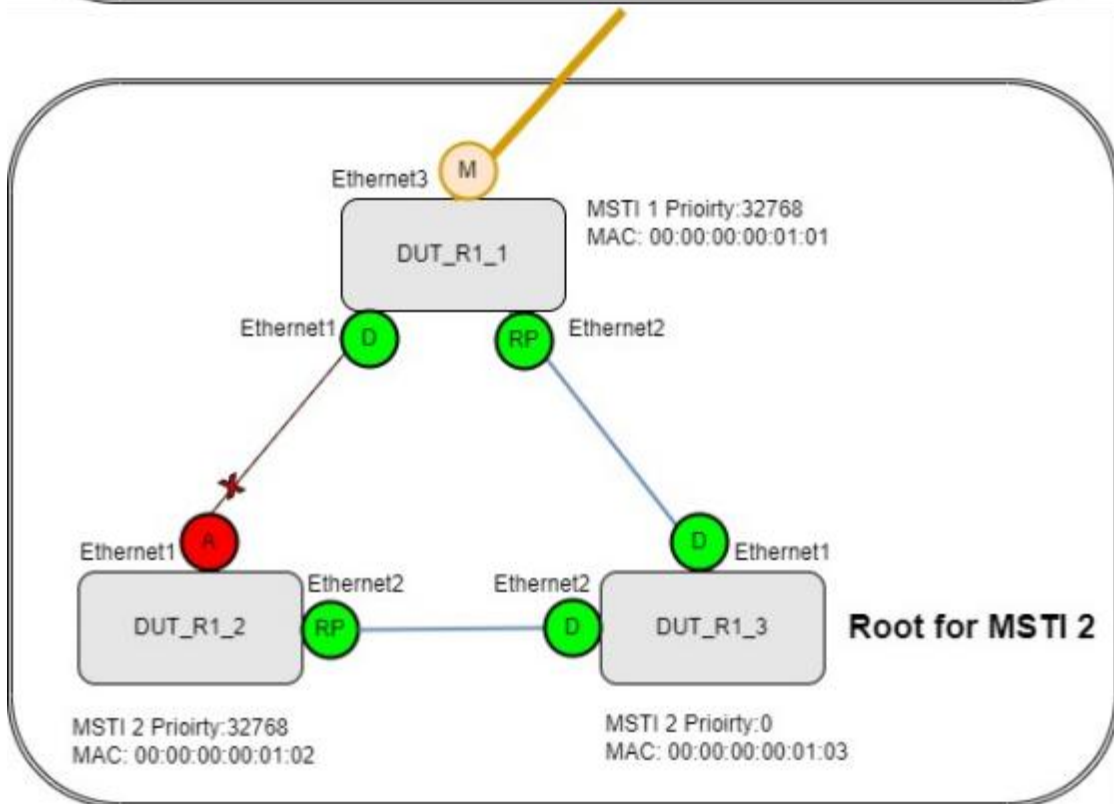 M
Ethernet3
MSTI 1 Prioirty:32768
MAC: 00:00:00:00:01:01
DUT_R1_1
Ethernet1
D
RP
Ethernet2
A
D
Ethernet1
Ethernet1
Ethernet2
Ethernet2
DUT_R1_2
RP
D
DUT_R1_3
Root for MSTI 2
MSTI 2 Prioirty:32768
MAC: 00:00:00:00:01:02
MSTI 2 Prioirty:0
MAC: 00:00:00:00:01:03